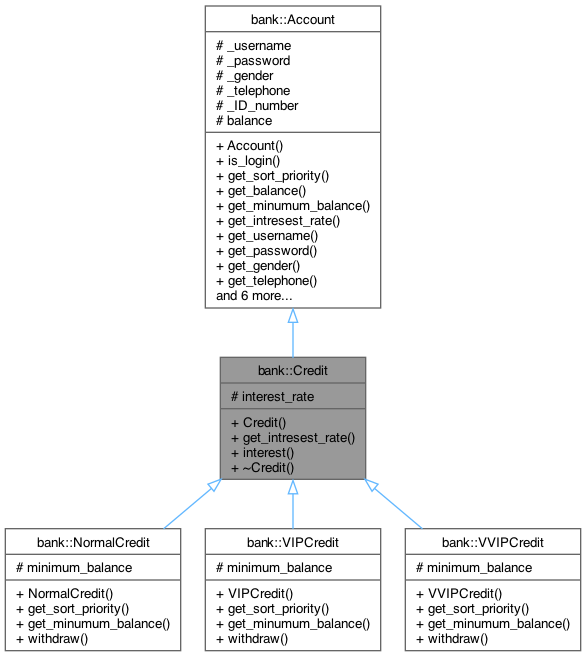 bank::Account
# _username
# _password
# _gender
# _telephone
# _ID_number
# balance
+ Account()
+ is_login()
+ get_sort_priority()
+ get_balance()
+ get_minumum_balance()
+ get_intresest_rate()
+ get_username()
+ get_password()
+ get_gender()
+ get_telephone()
and 6 more...
bank::Credit
# interest_rate
+ Credit()
+ get_intresest_rate()
+ interest()
+ ~Credit()
bank::NormalCredit
# minimum_balance
+ NormalCredit()
+ get_sort_priority()
+ get_minumum_balance()
+ withdraw()
bank::VIPCredit
# minimum_balance
+ VIPCredit()
+ get_sort_priority()
+ get_minumum_balance()
+ withdraw()
bank::VVIPCredit
# minimum_balance
+ VVIPCredit()
+ get_sort_priority()
+ get_minumum_balance()
+ withdraw()